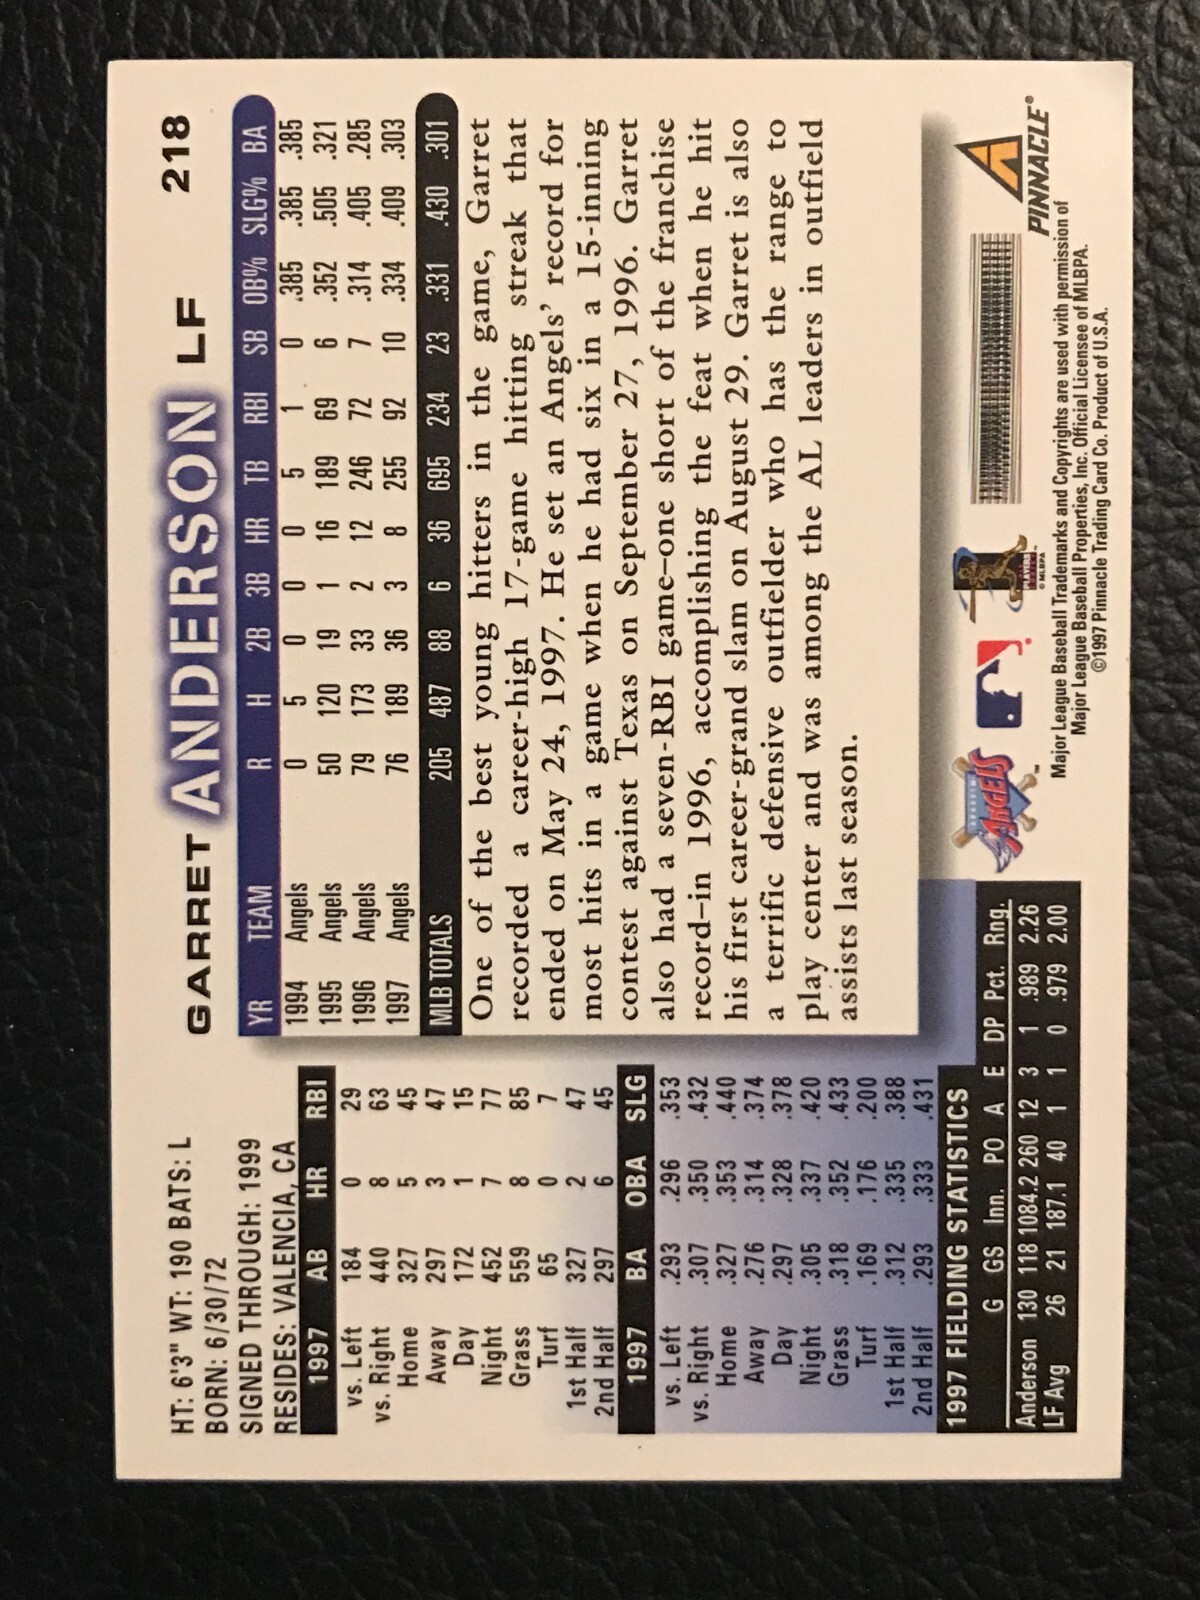 HT: 6'3" WT: 190 BATS: L
BORN: 6/30/72
SIGNED THROUGH: 1999
RESIDES: VALENCIA, CA
1997 AB HR RBI
vs. Left 184 0 29
vs. Right 440 8 63
Home 327 5 45
Away 297 3 47
Day 172 1 15
Night 452 7 77
Grass 559 8 85
Turf 65 0 7
1st Half 327 2 47
2nd Half 297 6 45
1997 BA OBA SLG
vs. Left .293 .296 .353
vs. Right .307 .350 .432
Home .327 .353 .440
Away .276 .314 .374
Day .297 .328 .378
Night .305 .337 .420
Grass .318 .352 .433
Turf .169 .176 .200
1st Half .312 .335 .388
2nd Half .293 .333 .431
1997 FIELDING STATISTICS
G GS Inn. PO A E DP Pct. Rng.
Anderson 130 118 1084.2 260 12 3 1 .989 2.26
LF Avg 26 21 187.1 40 1 1 0 .979 2.00
GARRET ANDERSON LF 218
YR TEAM R H 2B 3B HR TB RBI SB OB% SLG% BA
1994 Angels 0 5 0 0 0 5 1 0 .385 .385 .385
1995 Angels 50 120 19 1 16 189 69 6 .352 .505 .321
1996 Angels 79 173 33 2 12 246 72 7 .314 .405 .285
1997 Angels 76 189 36 3 8 255 92 10 .334 .409 .303
MLB TOTALS 205 487 88 6 36 695 234 23 .331 .430 .301
One of the best young hitters in the game, Garret
recorded a career-high 17-game hitting streak that
ended on May 24, 1997. He set an Angels' record for
most hits in a game when he had six in a 15-inning
contest against Texas on September 27, 1996. Garret
also had a seven-RBI game–one short of the franchise
record–in 1996, accomplishing the feat when he hit
his first career-grand slam on August 29. Garret is also
a terrific defensive outfielder who has the range to
play center and was among the AL leaders in outfield
assists last season.
ANAHEIM
ANGELS
™
© MLBPA
PINNACLE®
Major League Baseball Trademarks and Copyrights are used with permission of
Major League Baseball Properties, Inc. Official Licensee of MLBPA.
©1997 Pinnacle Trading Card Co. Product of U.S.A.